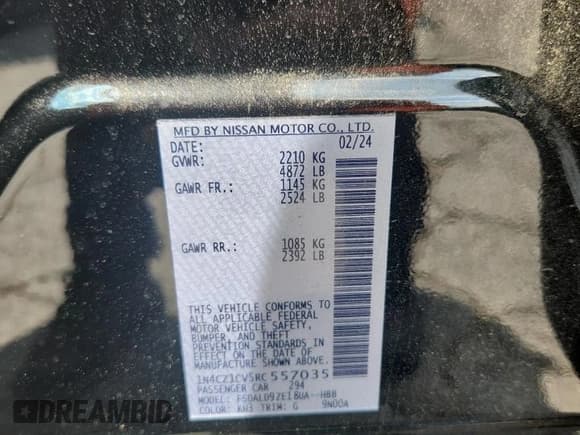 MFD BY NISSAN MOTOR CO., LTD.
DATE: 02/24
GVWR: 2210 KG
4872 LB
GAWR FR.: 1145 KG
2524 LB
GAWR RR.: 1085 KG
2392 LB
THIS VEHICLE CONFORMS TO
ALL APPLICABLE FEDERAL
MOTOR VEHICLE SAFETY,
BUMPER, AND THEFT
PREVENTION STANDARDS IN
EFFECT ON THE DATE OF
MANUFACTURE SHOWN ABOVE.
1N4CZ1CV5RC557035
PASSENGER CAR 294
MODEL:
COLOR: KH3 TRIM: G 9N00A
DREAMBID